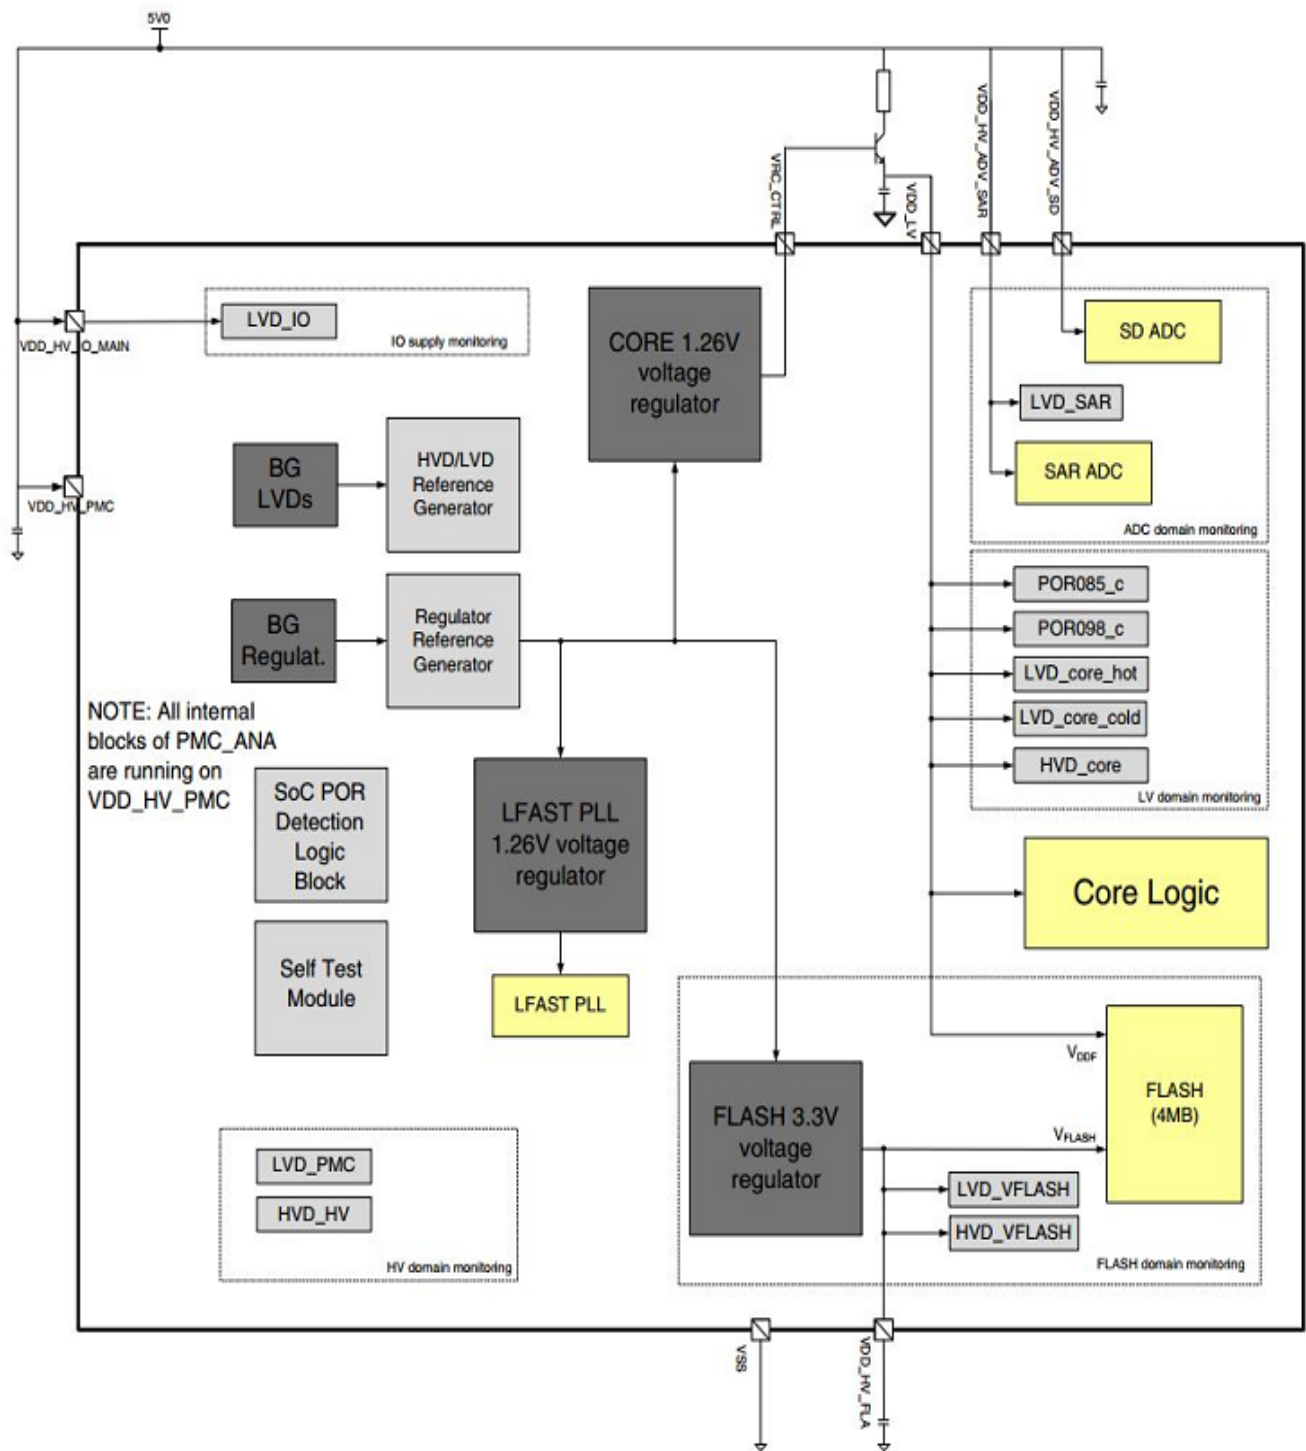 5V0
VRC_CTRL
VDD_LV
VDD_HV_ADV_SAR
VDD_HV_ADV_SD
LVD_IO
IO supply monitoring
VDD_HV_IO_MAIN
CORE 1.26V
voltage
regulator
SD ADC
LVD_SAR
SAR ADC
ADC domain monitoring
BG
LVDs
HVD/LVD
Reference
Generator
VDD_HV_PMC
BG
Regulat.
Regulator
Reference
Generator
POR085_c
POR098_c
LVD_core_hot
LVD_core_cold
HVD_core
LV domain monitoring
NOTE: All internal
blocks of PMC_ANA
are running on
VDD_HV_PMC
SoC POR
Detection
Logic
Block
LFAST PLL
1.26V voltage
regulator
Core Logic
Self Test
Module
LFAST PLL
VDDF
FLASH 3.3V
voltage
regulator
FLASH
(4MB)
VFLASH
LVD_VFLASH
HVD_VFLASH
FLASH domain monitoring
LVD_PMC
HVD_HV
HV domain monitoring
VSS
VDD_HV_FLA